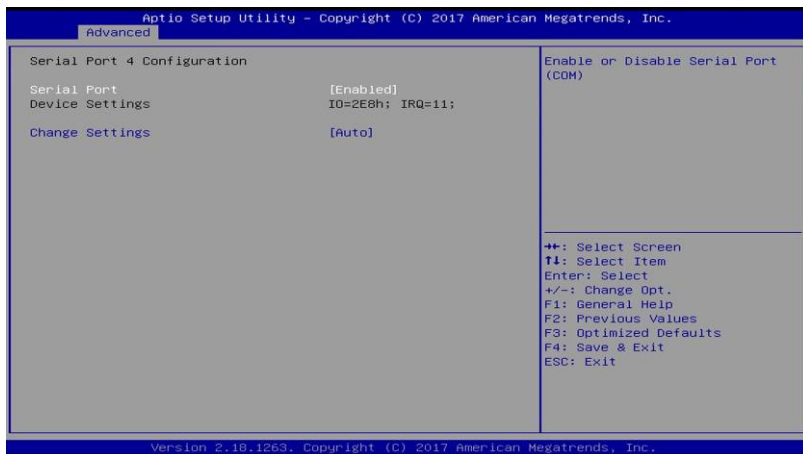 Aptio Setup Utility – Copyright (C) 2017 American Megatrends, Inc.
Advanced
Serial Port 4 Configuration
Serial Port [Enabled]
Device Settings IO=2E8h; IRQ=11;
Change Settings [Auto]
Enable or Disable Serial Port
(COM)
→←: Select Screen
↑↓: Select Item
Enter: Select
+/-: Change Opt.
F1: General Help
F2: Previous Values
F3: Optimized Defaults
F4: Save & Exit
ESC: Exit
Version 2.18.1263. Copyright (C) 2017 American Megatrends, Inc.